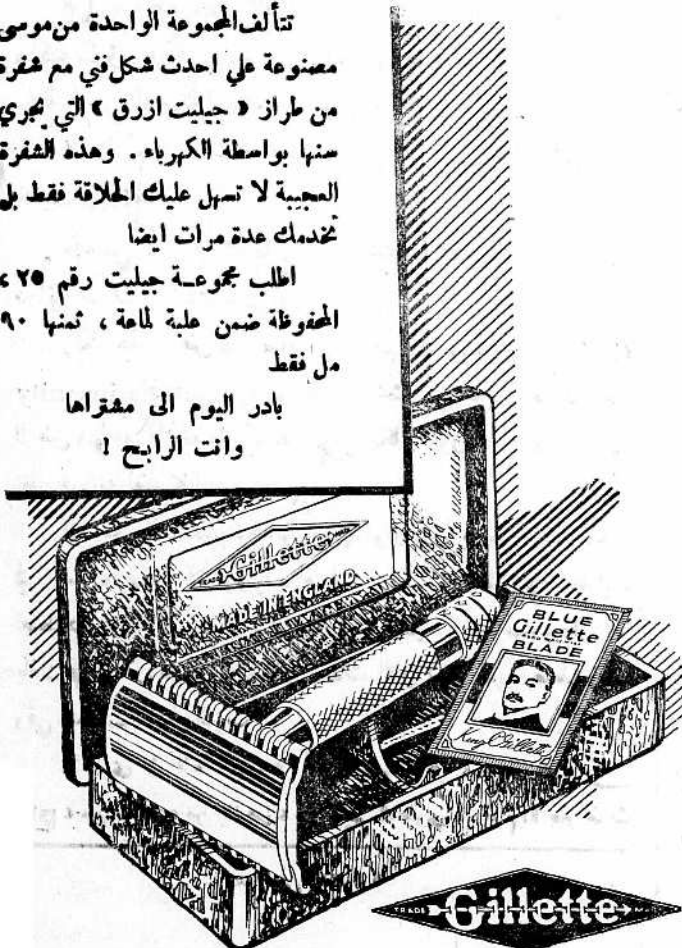 تتألف المجموعة الواحدة من موسى
مصنوعة على احدث شكل فني مع شفرة
من طراز « جيليت ازرق » التي يجري
سنها بواسطة الكهرباء . وهذه الشفرة
العجيبة لا تسهل عليك الحلاقة فقط بل
تخدمك عدة مرات ايضا
اطلب مجموعة جيليت رقم ٢٥ ،
المحفوظة ضمن علبة لماعة ، ثمنها ٩٠
مل فقط
بادر اليوم الى مشتراها
وانت الرابح !
TRADE Gillette MARK
MADE IN ENGLAND
BLUE
Gillette
BLADE
King C Gillette
TRADE Gillette MARK